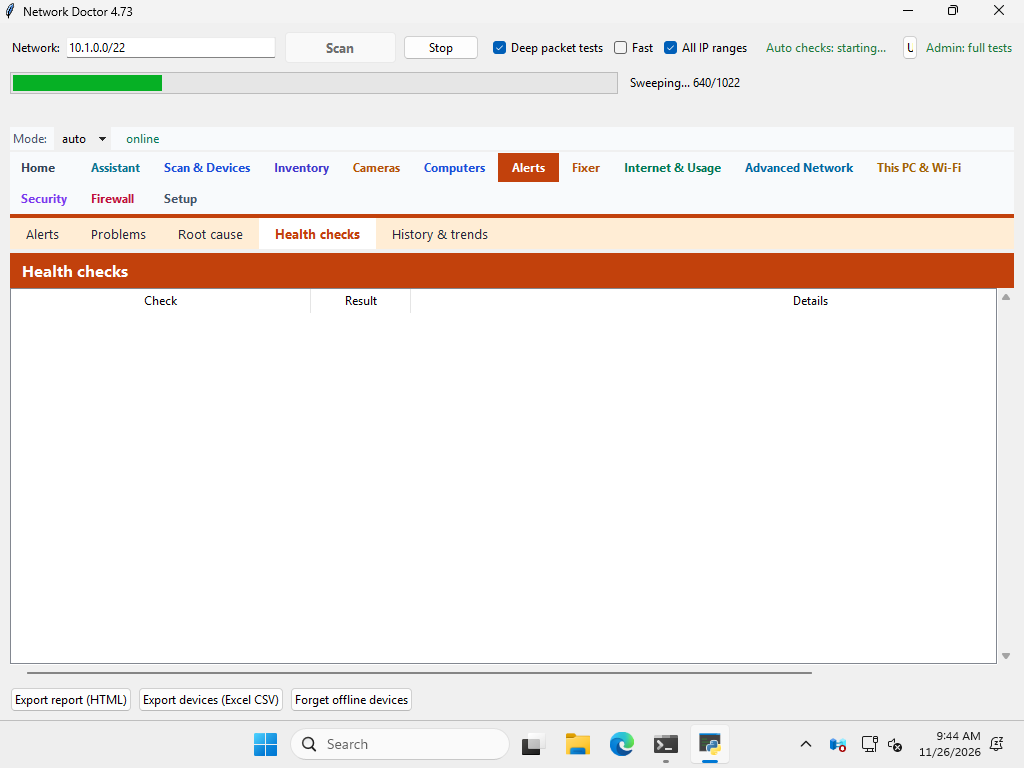 Network Doctor 4.73
Network: 10.1.0.0/22 Scan Stop Deep packet tests Fast All IP ranges Auto checks: starting... Admin: full tests
Sweeping... 640/1022
Mode: auto online
Home Assistant Scan & Devices Inventory Cameras Computers Alerts Fixer Internet & Usage Advanced Network This PC & Wi-Fi
Security Firewall Setup
Alerts Problems Root cause Health checks History & trends
Health checks
Check Result Details
Export report (HTML) Export devices (Excel CSV) Forget offline devices
Search
9:44 AM
11/26/2026